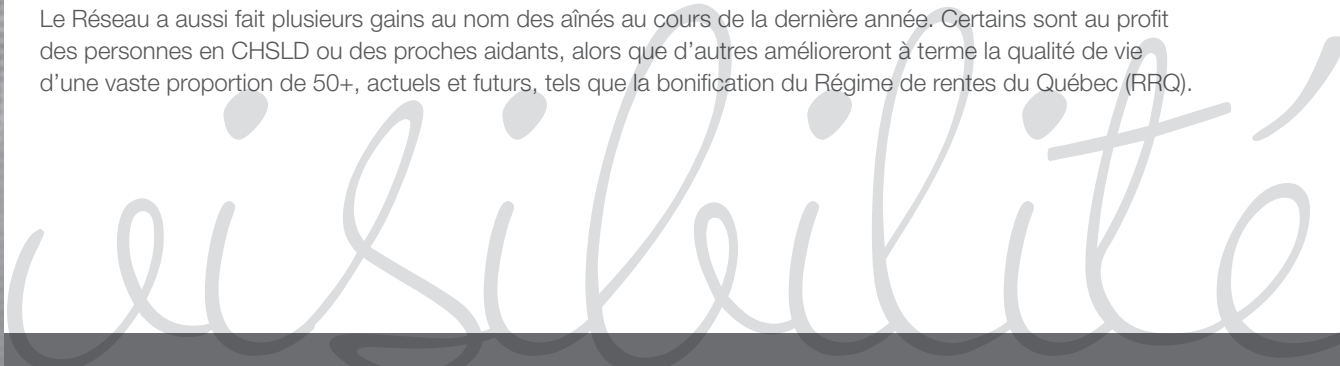 Le Réseau a aussi fait plusieurs gains au nom des aînés au cours de la dernière année. Certains sont au profit
des personnes en CHSLD ou des proches aidants, alors que d'autres amélioreront à terme la qualité de vie
d'une vaste proportion de 50+, actuels et futurs, tels que la bonification du Régime de rentes du Québec (RRQ).
visibilité